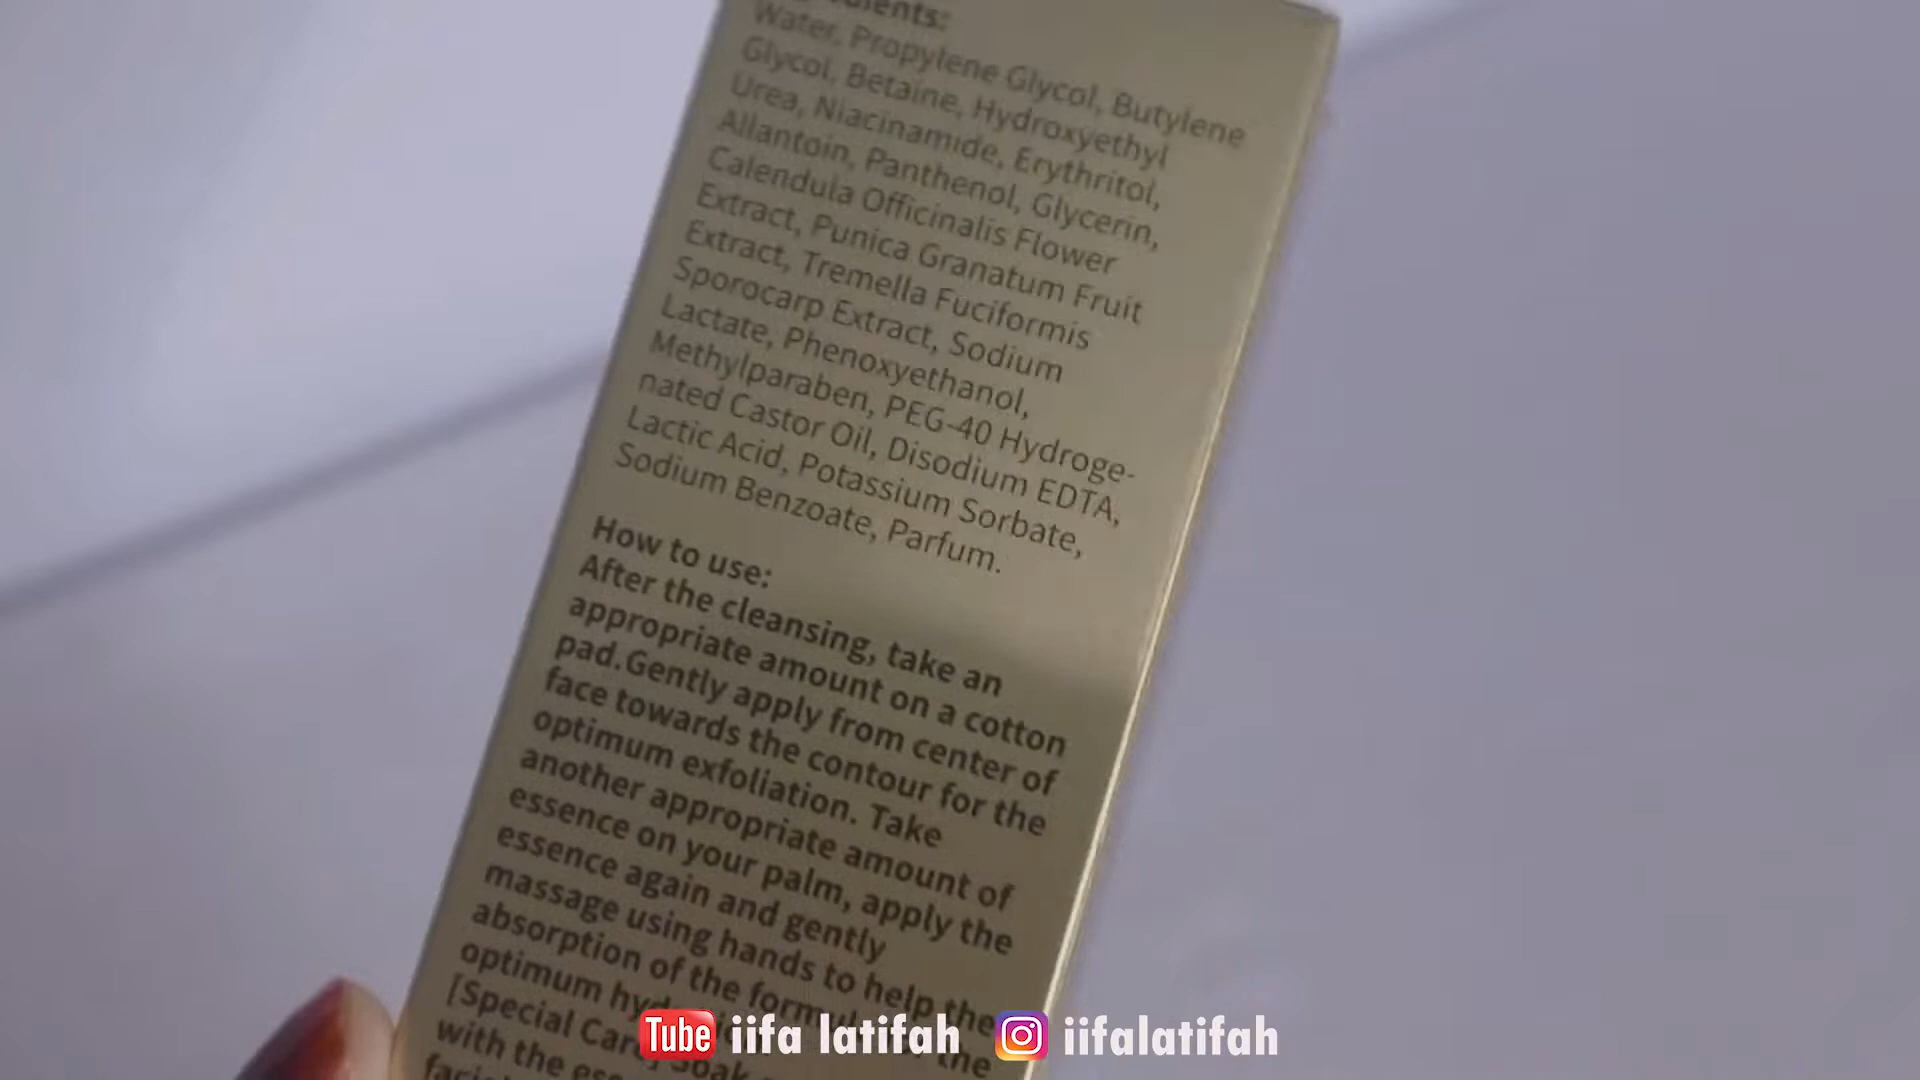 Water, Propylene Glycol, Butylene
Glycol, Betaine, Hydroxyethyl
Urea, Niacinamide, Erythritol,
Allantoin, Panthenol, Glycerin,
Calendula Officinalis Flower
Extract, Punica Granatum Fruit
Extract, Tremella Fuciformis
Sporocarp Extract, Sodium
Lactate, Phenoxyethanol,
Methylparaben, PEG-40 Hydroge-
nated Castor Oil, Disodium EDTA,
Lactic Acid, Potassium Sorbate,
Sodium Benzoate, Parfum.
How to use:
After the cleansing, take an
appropriate amount on a cotton
pad.Gently apply from center of
face towards the contour for the
optimum exfoliation. Take
another appropriate amount of
essence on your palm, apply the
essence again and gently
massage using hands to help the
absorption of the the
optimum
[Special
with the
Tube iifa latifah iifalatifah